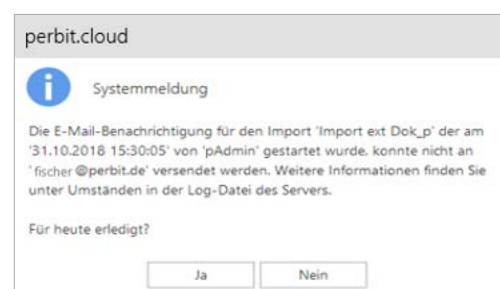 perbit.cloud
Systemmeldung
Die E-Mail-Benachrichtigung für den Import 'Import ext Dok_p' der am
'31.10.2018 15:30:05' von 'pAdmin' gestartet wurde, konnte nicht an
'fischer@perbit.de' versendet werden. Weitere Informationen finden Sie
unter Umständen in der Log-Datei des Servers.
Für heute erledigt?
Ja Nein